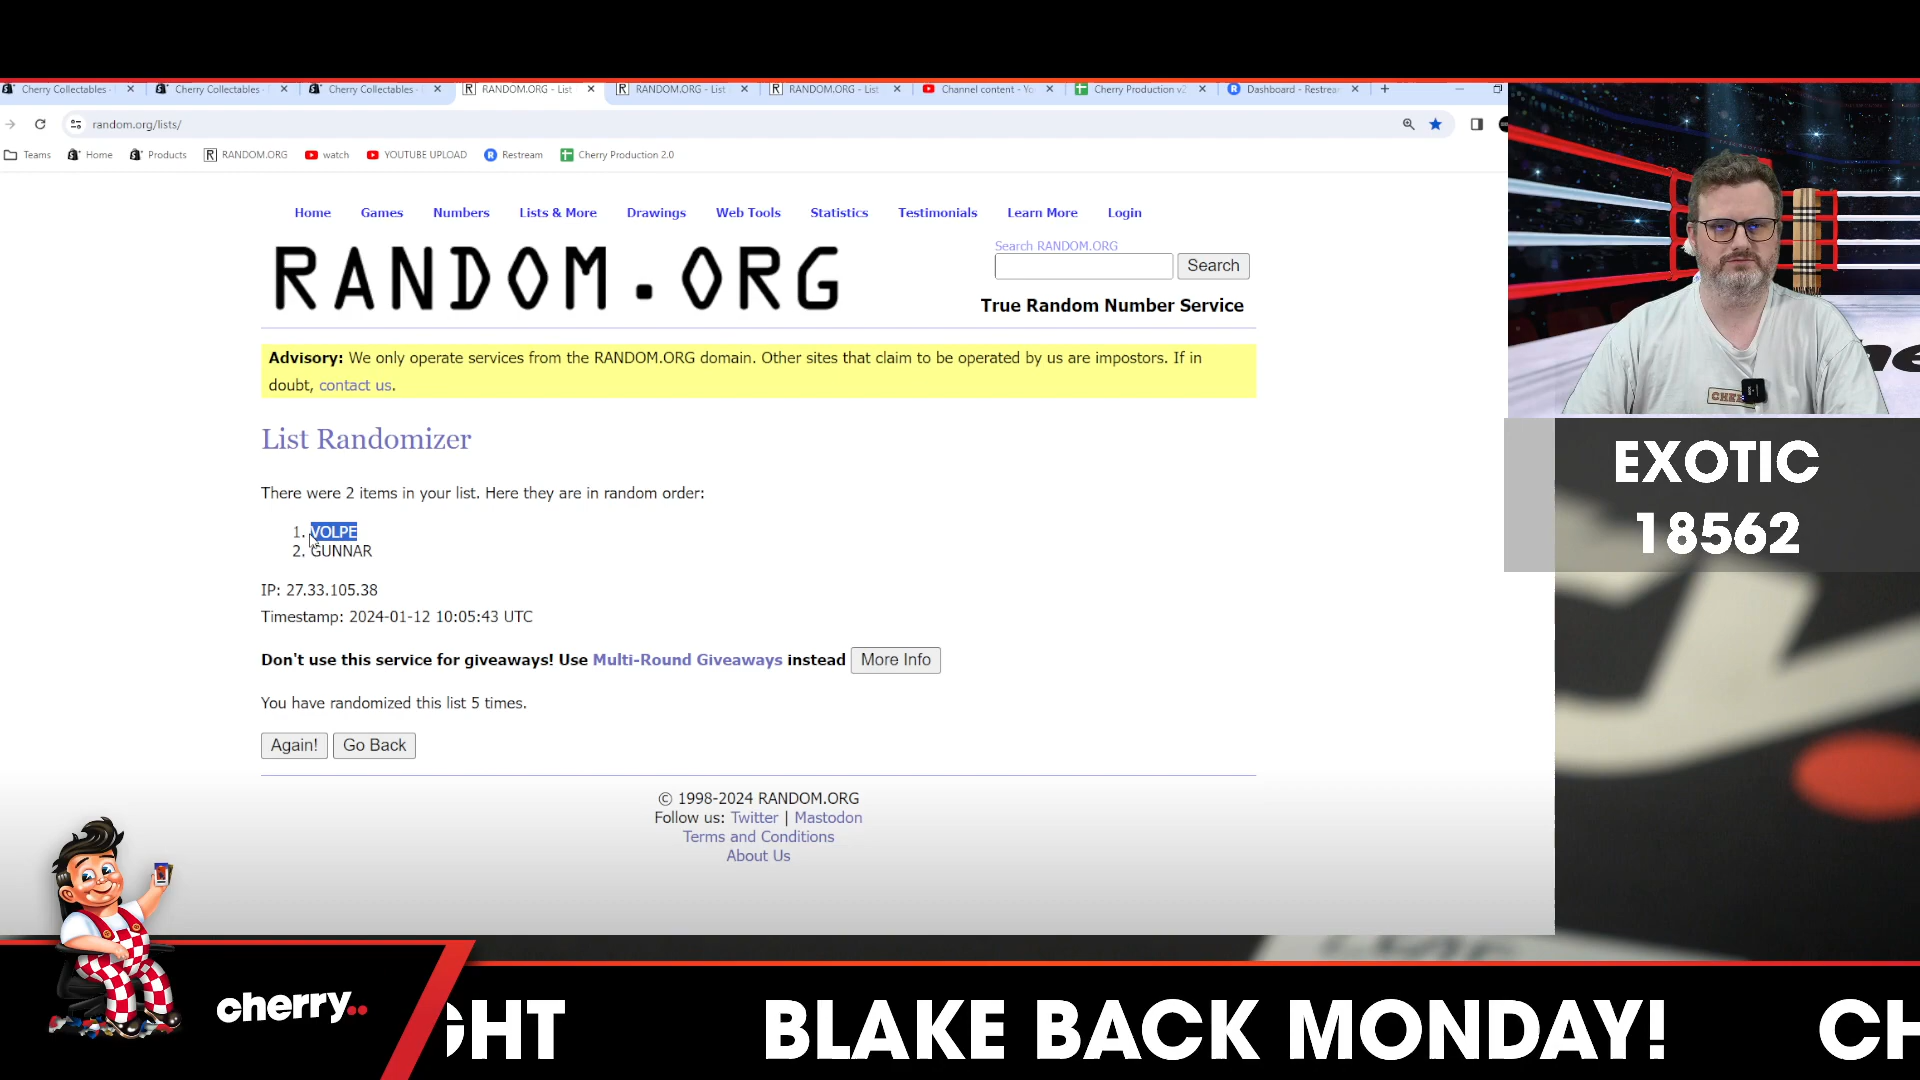 Cherry Collectables ·
Cherry Collectables ·
Cherry Collectables ·
RANDOM.ORG - List
RANDOM.ORG - List
RANDOM.ORG - List
Channel content - Yo
Cherry Production v2
Dashboard - Restrea
random.org/lists/
Teams Home Products RANDOM.ORG watch YOUTUBE UPLOAD Restream Cherry Production 2.0
Home Games Numbers Lists & More Drawings Web Tools Statistics Testimonials Learn More Login
RANDOM.ORG
Search RANDOM.ORG
Search
True Random Number Service
Advisory: We only operate services from the RANDOM.ORG domain. Other sites that claim to be operated by us are impostors. If in
doubt, contact us.
List Randomizer
There were 2 items in your list. Here they are in random order:
1. VOLPE
2. GUNNAR
IP: 27.33.105.38
Timestamp: 2024-01-12 10:05:43 UTC
Don't use this service for giveaways! Use Multi-Round Giveaways instead More Info
You have randomized this list 5 times.
Again! Go Back
© 1998-2024 RANDOM.ORG
Follow us: Twitter | Mastodon
Terms and Conditions
About Us
EXOTIC
18562
cherry..
GHT BLAKE BACK MONDAY! CH